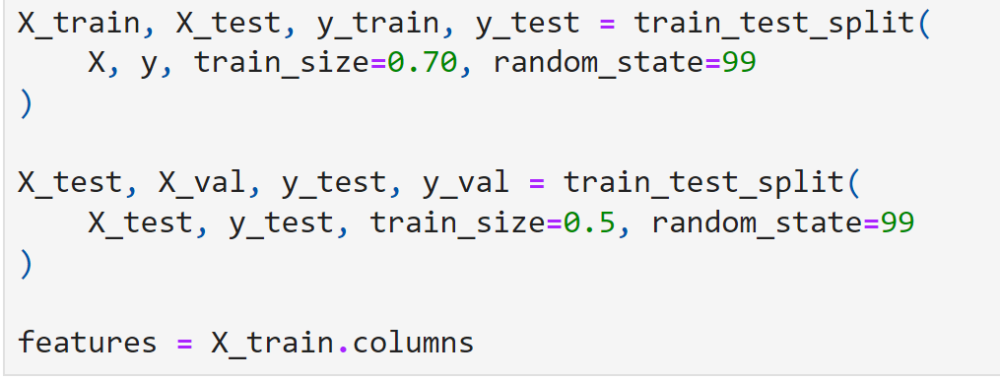 X_train, X_test, y_train, y_test = train_test_split(
    X, y, train_size=0.70, random_state=99
)
X_test, X_val, y_test, y_val = train_test_split(
    X_test, y_test, train_size=0.5, random_state=99
)
features = X_train.columns